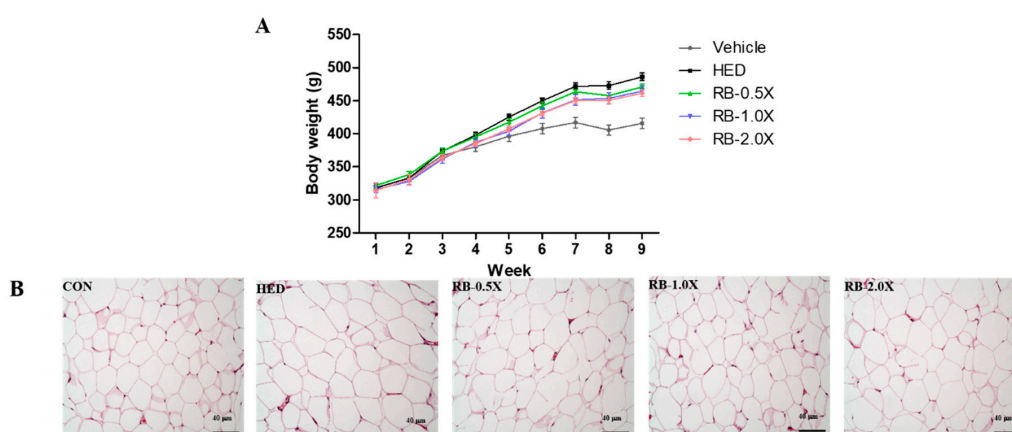 A
550
500
450
400
350
300
250
Body weight (g)
1 2 3 4 5 6 7 8 9
Week
Vehicle
HED
RB-0.5X
RB-1.0X
RB-2.0X
B
CON
HED
RB-0.5X
RB-1.0X
RB-2.0X
40 μm
40 μm
40 μm
40 μm
40 μm